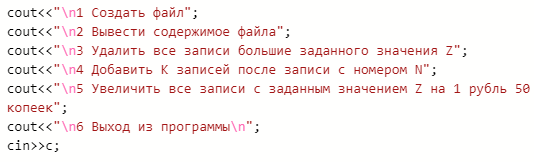 cout<<"\n1 Создать файл";
cout<<"\n2 Вывести содержимое файла";
cout<<"\n3 Удалить все записи большие заданного значения Z";
cout<<"\n4 Добавить K записей после записи с номером N";
cout<<"\n5 Увеличить все записи с заданным значением Z на 1 рубль 50
копеек";
cout<<"\n6 Выход из программы\n";
cin>>c;